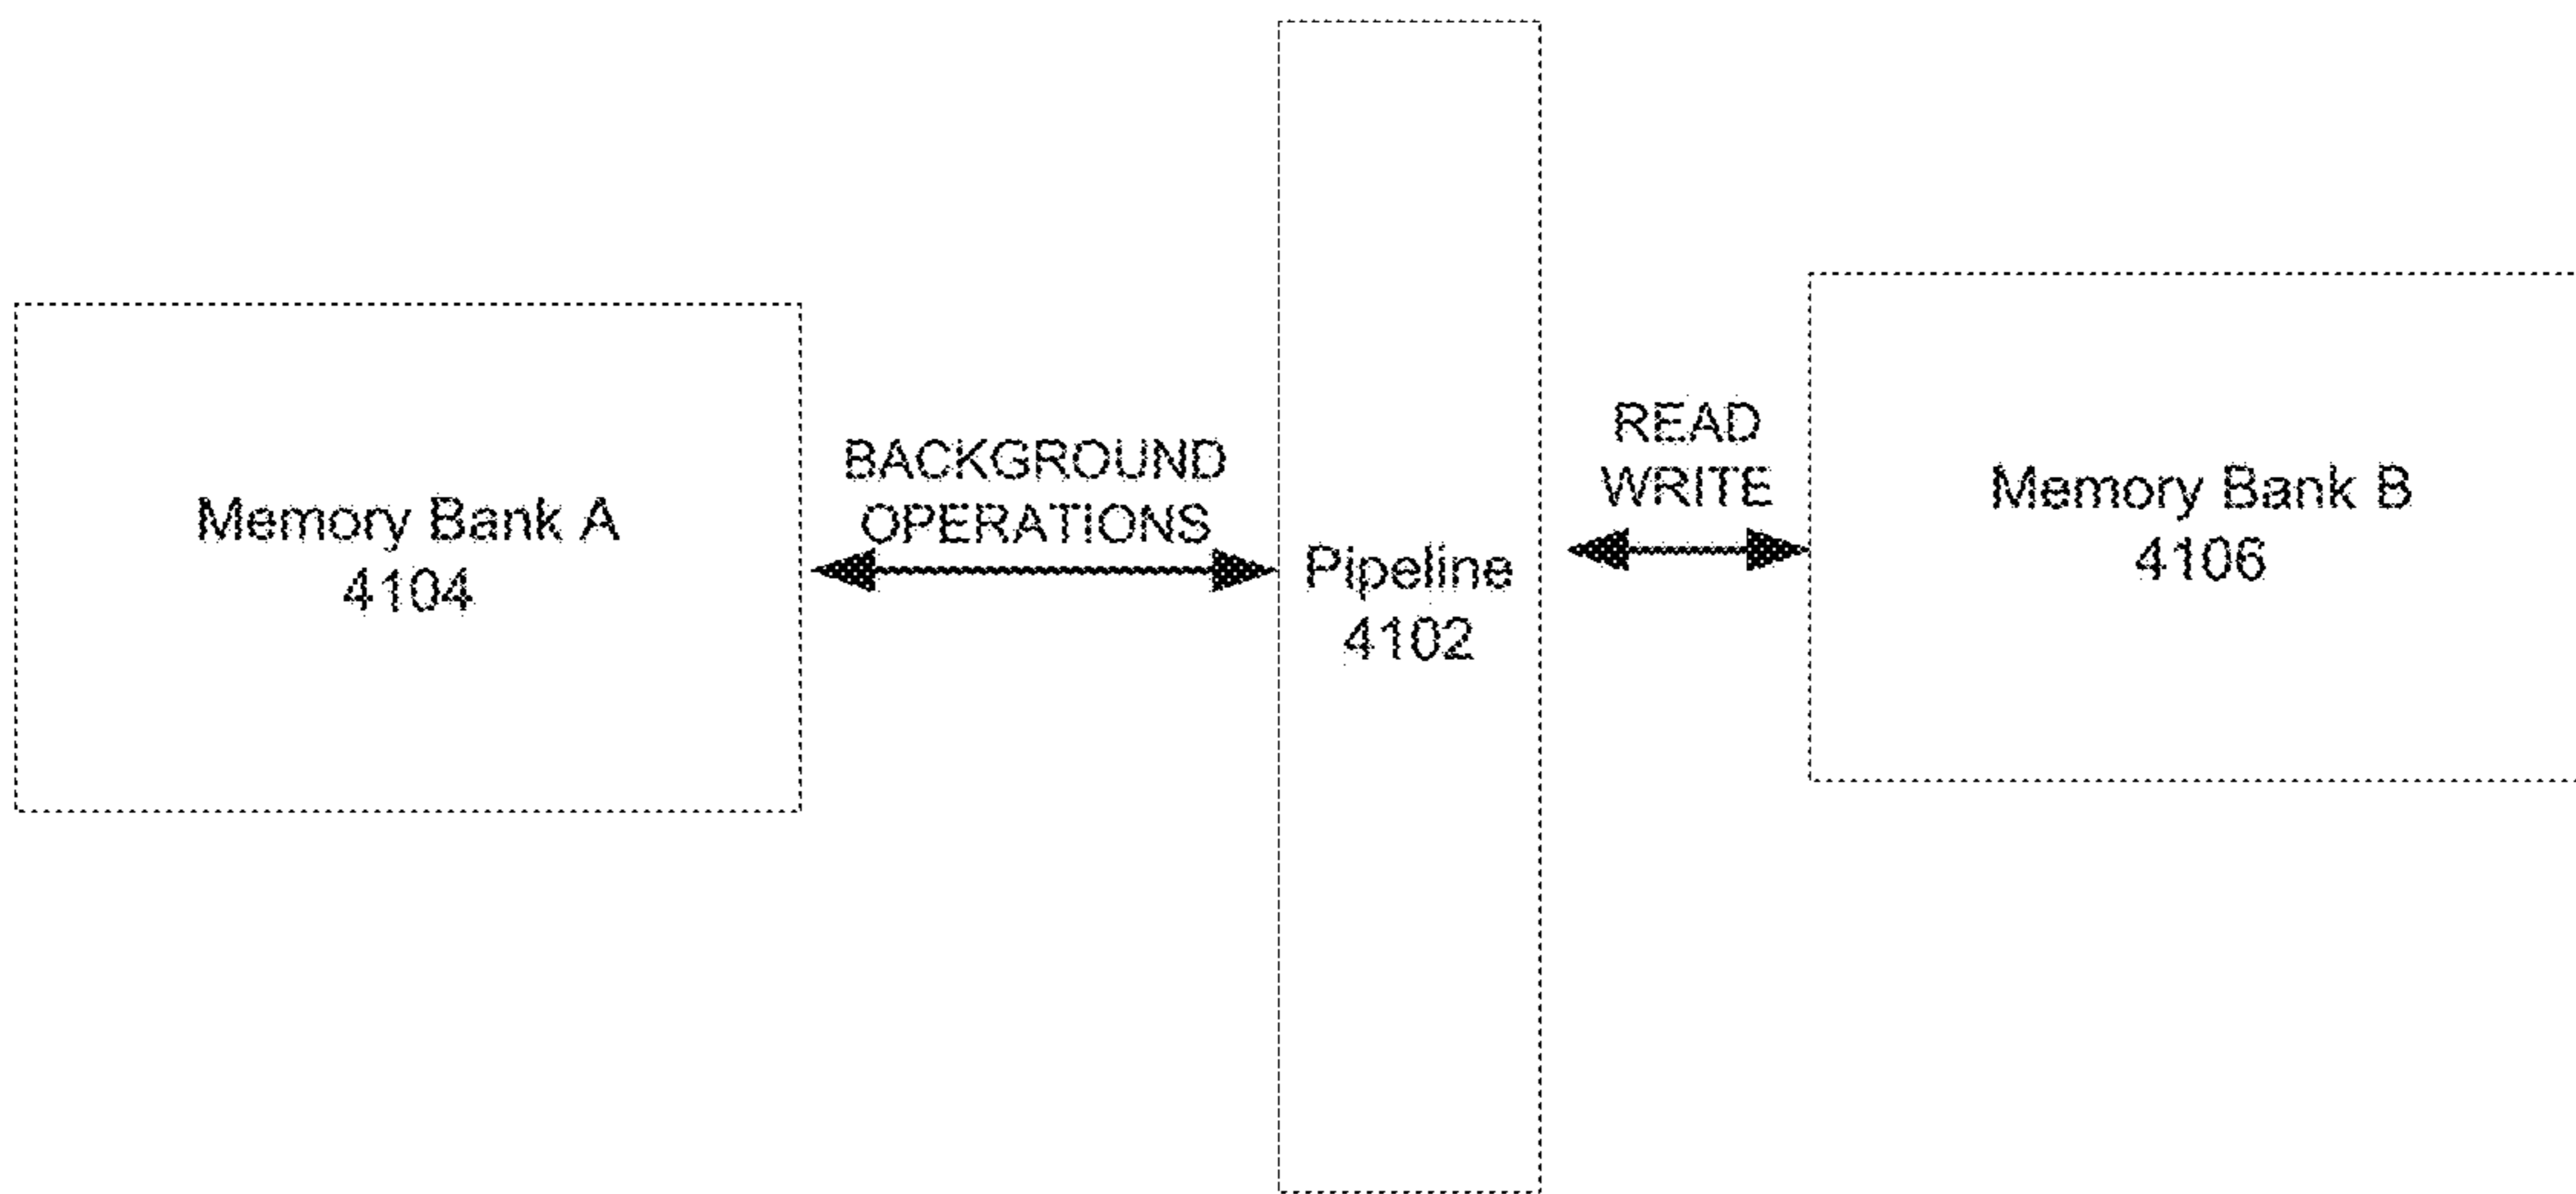 Memory Bank A
4104
BACKGROUND
OPERATIONS
Pipeline
4102
READ
WRITE
Memory Bank B
4106